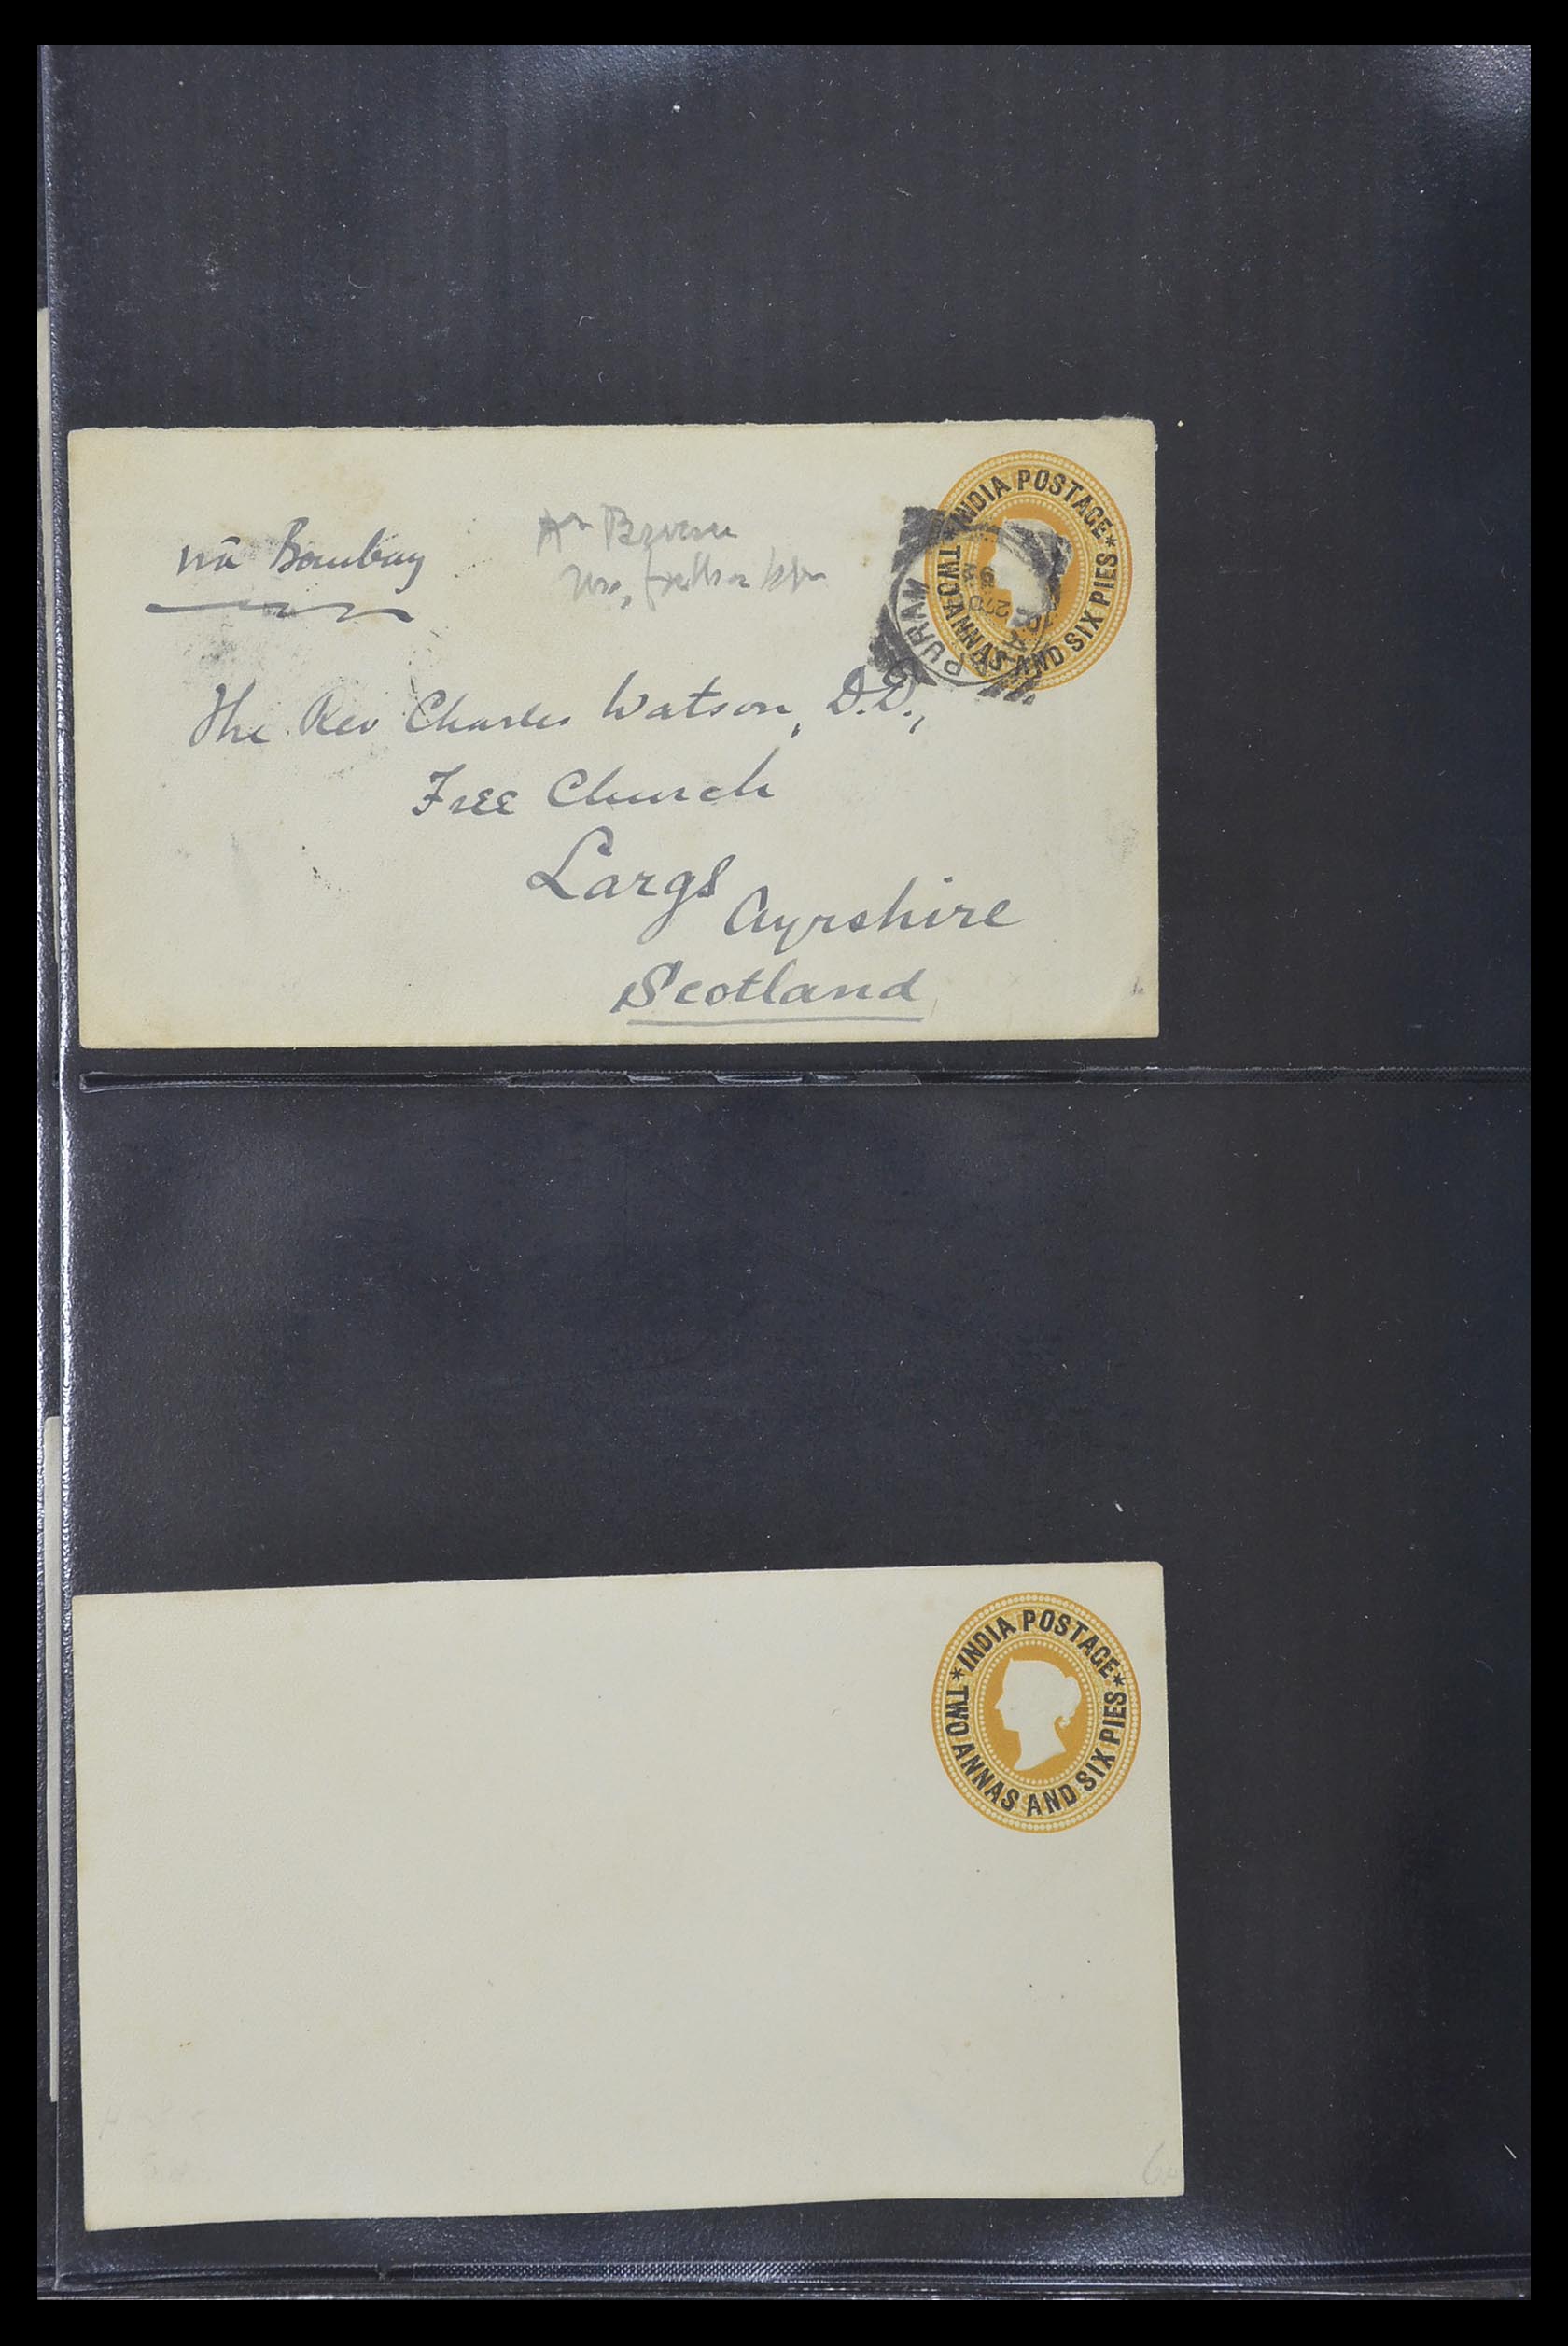 via Bombay
The Rev Charles Watson, D.D.,
Free Church
Largs
Ayrshire
Scotland
*INDIA POSTAGE*
TWO ANNAS AND SIX PIES
PURAM
*INDIA POSTAGE*
TWO ANNAS AND SIX PIES